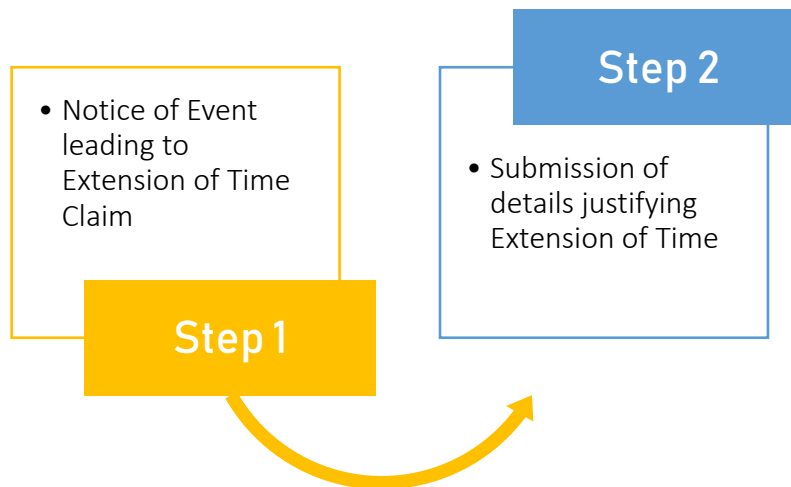 • Notice of Event
leading to
Extension of Time
Claim
Step 1
Step 2
• Submission of
details justifying
Extension of Time